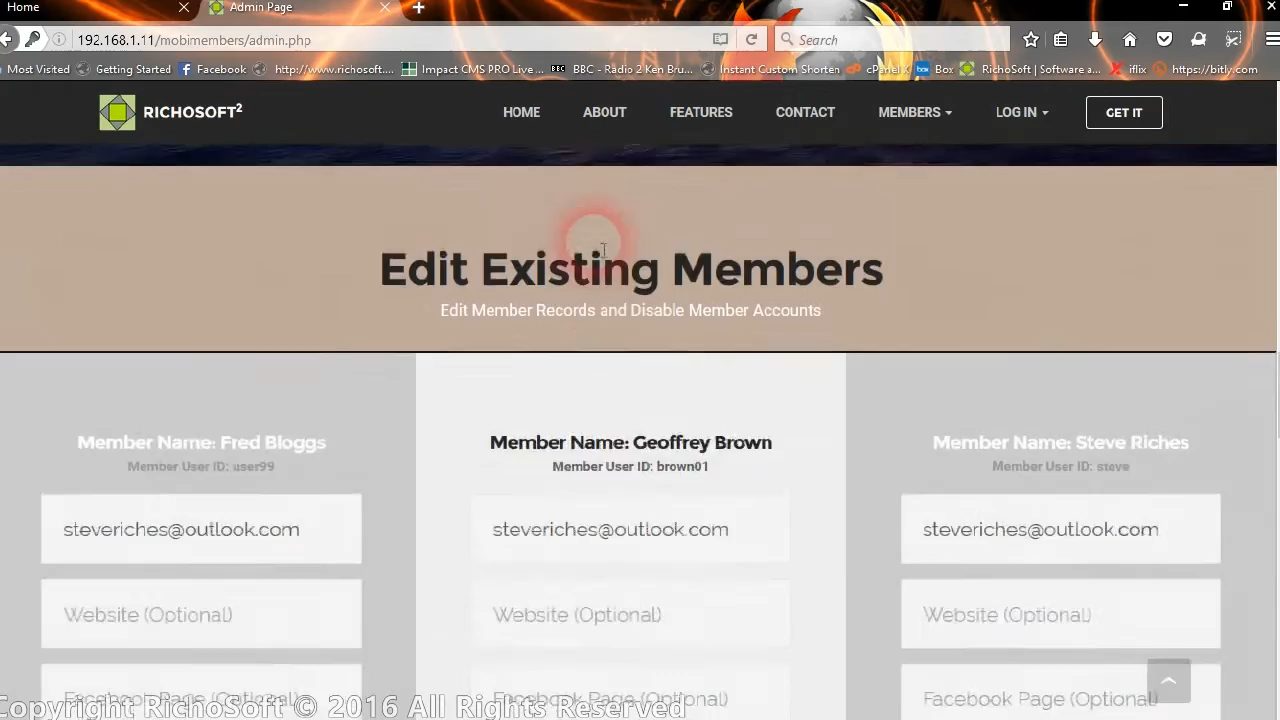 Home
Admin Page
192.168.1.11/mobimembers/admin.php
Search
Most Visited Getting Started Facebook http://www.richosoft.... Impact CMS PRO Live ... BBC - Radio 2 Ken Bru... Instant Custom Shorten cPanel X Box RichoSoft | Software a... iflix https://bitly.com
RICHOSOFT² HOME ABOUT FEATURES CONTACT MEMBERS LOG IN GET IT
Edit Existing Members
Edit Member Records and Disable Member Accounts
Member Name: Fred Bloggs
Member User ID: user99
steveriches@outlook.com
Website (Optional)
Facebook Page (Optional)
Member Name: Geoffrey Brown
Member User ID: brown01
steveriches@outlook.com
Website (Optional)
Facebook Page (Optional)
Member Name: Steve Riches
Member User ID: steve
steveriches@outlook.com
Website (Optional)
Facebook Page (Optional)
Copyright RichoSoft © 2016 All Rights Reserved